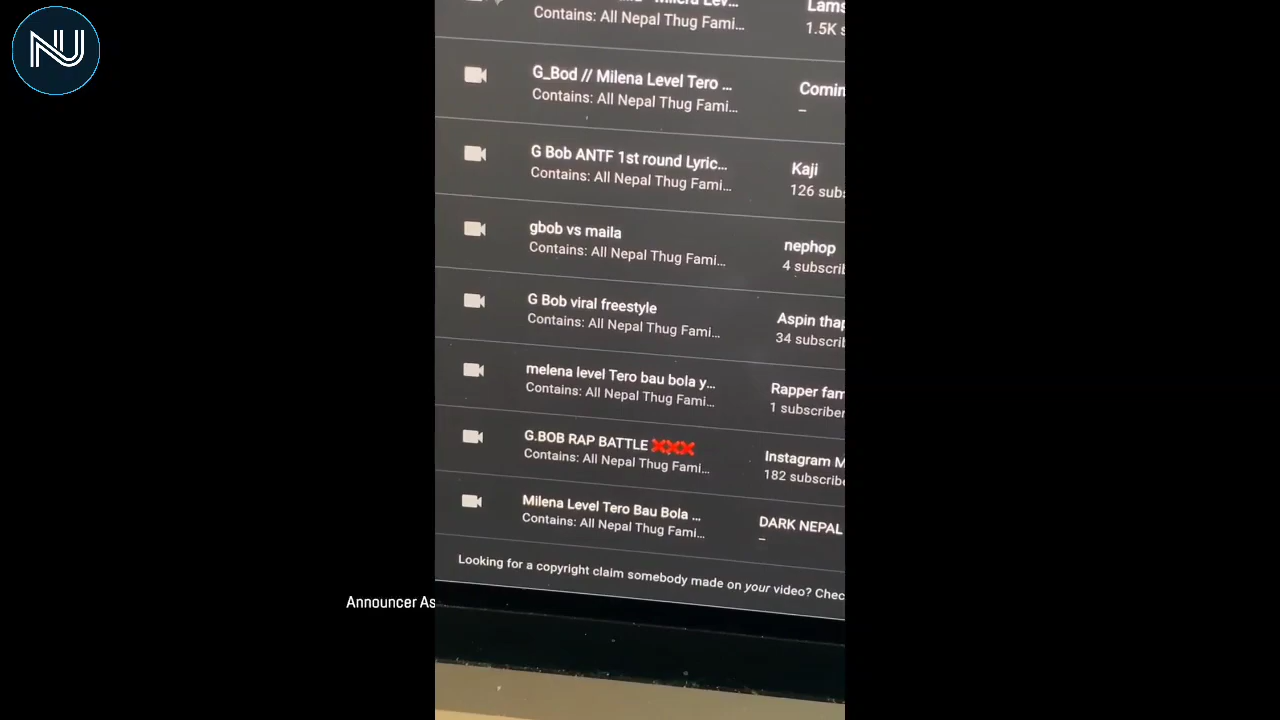 NU
Contains: All Nepal Thug Fami...
1.5K s
G_Bod // Milena Level Tero ...
Contains: All Nepal Thug Fami...
Comin
–
G Bob ANTF 1st round Lyric...
Contains: All Nepal Thug Fami...
Kaji
126 sub
gbob vs maila
Contains: All Nepal Thug Fami...
nephop
4 subscrib
G Bob viral freestyle
Contains: All Nepal Thug Fami...
Aspin thap
34 subscrib
melena level Tero bau bola y...
Contains: All Nepal Thug Fami...
Rapper fam
1 subscriber
G.BOB RAP BATTLE ❌❌❌
Contains: All Nepal Thug Fami...
Instagram M
182 subscribe
Milena Level Tero Bau Bola ...
Contains: All Nepal Thug Fami...
DARK NEPAL
–
Looking for a copyright claim somebody made on your video? Chec
Announcer As